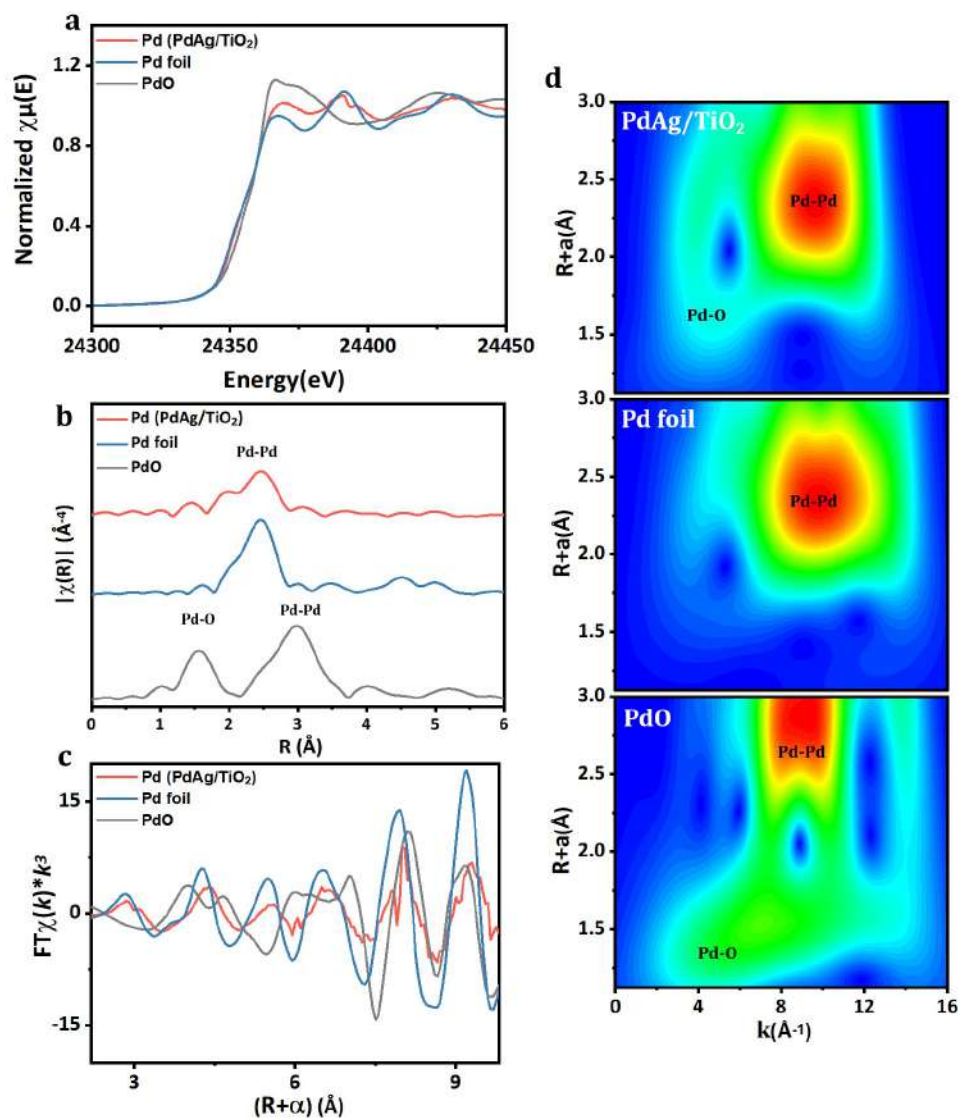 a
Pd (PdAg/TiO₂)
Pd foil
PdO
Normalized χμ(E)
1.2
0.8
0.4
0.0
24300
24350
24400
24450
Energy(eV)
b
Pd (PdAg/TiO₂)
Pd foil
PdO
Pd-Pd
Pd-O
Pd-Pd
|χ(R)| (Å⁻⁴)
0
1
2
3
4
5
6
R (Å)
c
Pd (PdAg/TiO₂)
Pd foil
PdO
FTχ(k)*k³
15
0
-15
3
6
9
(R+α) (Å)
d
PdAg/TiO₂
Pd-Pd
Pd-O
R+a(Å)
3.0
2.5
2.0
1.5
Pd foil
Pd-Pd
R+a(Å)
3.0
2.5
2.0
1.5
PdO
Pd-Pd
Pd-O
R+a(Å)
3.0
2.5
2.0
1.5
0
4
8
12
16
k(Å⁻¹)